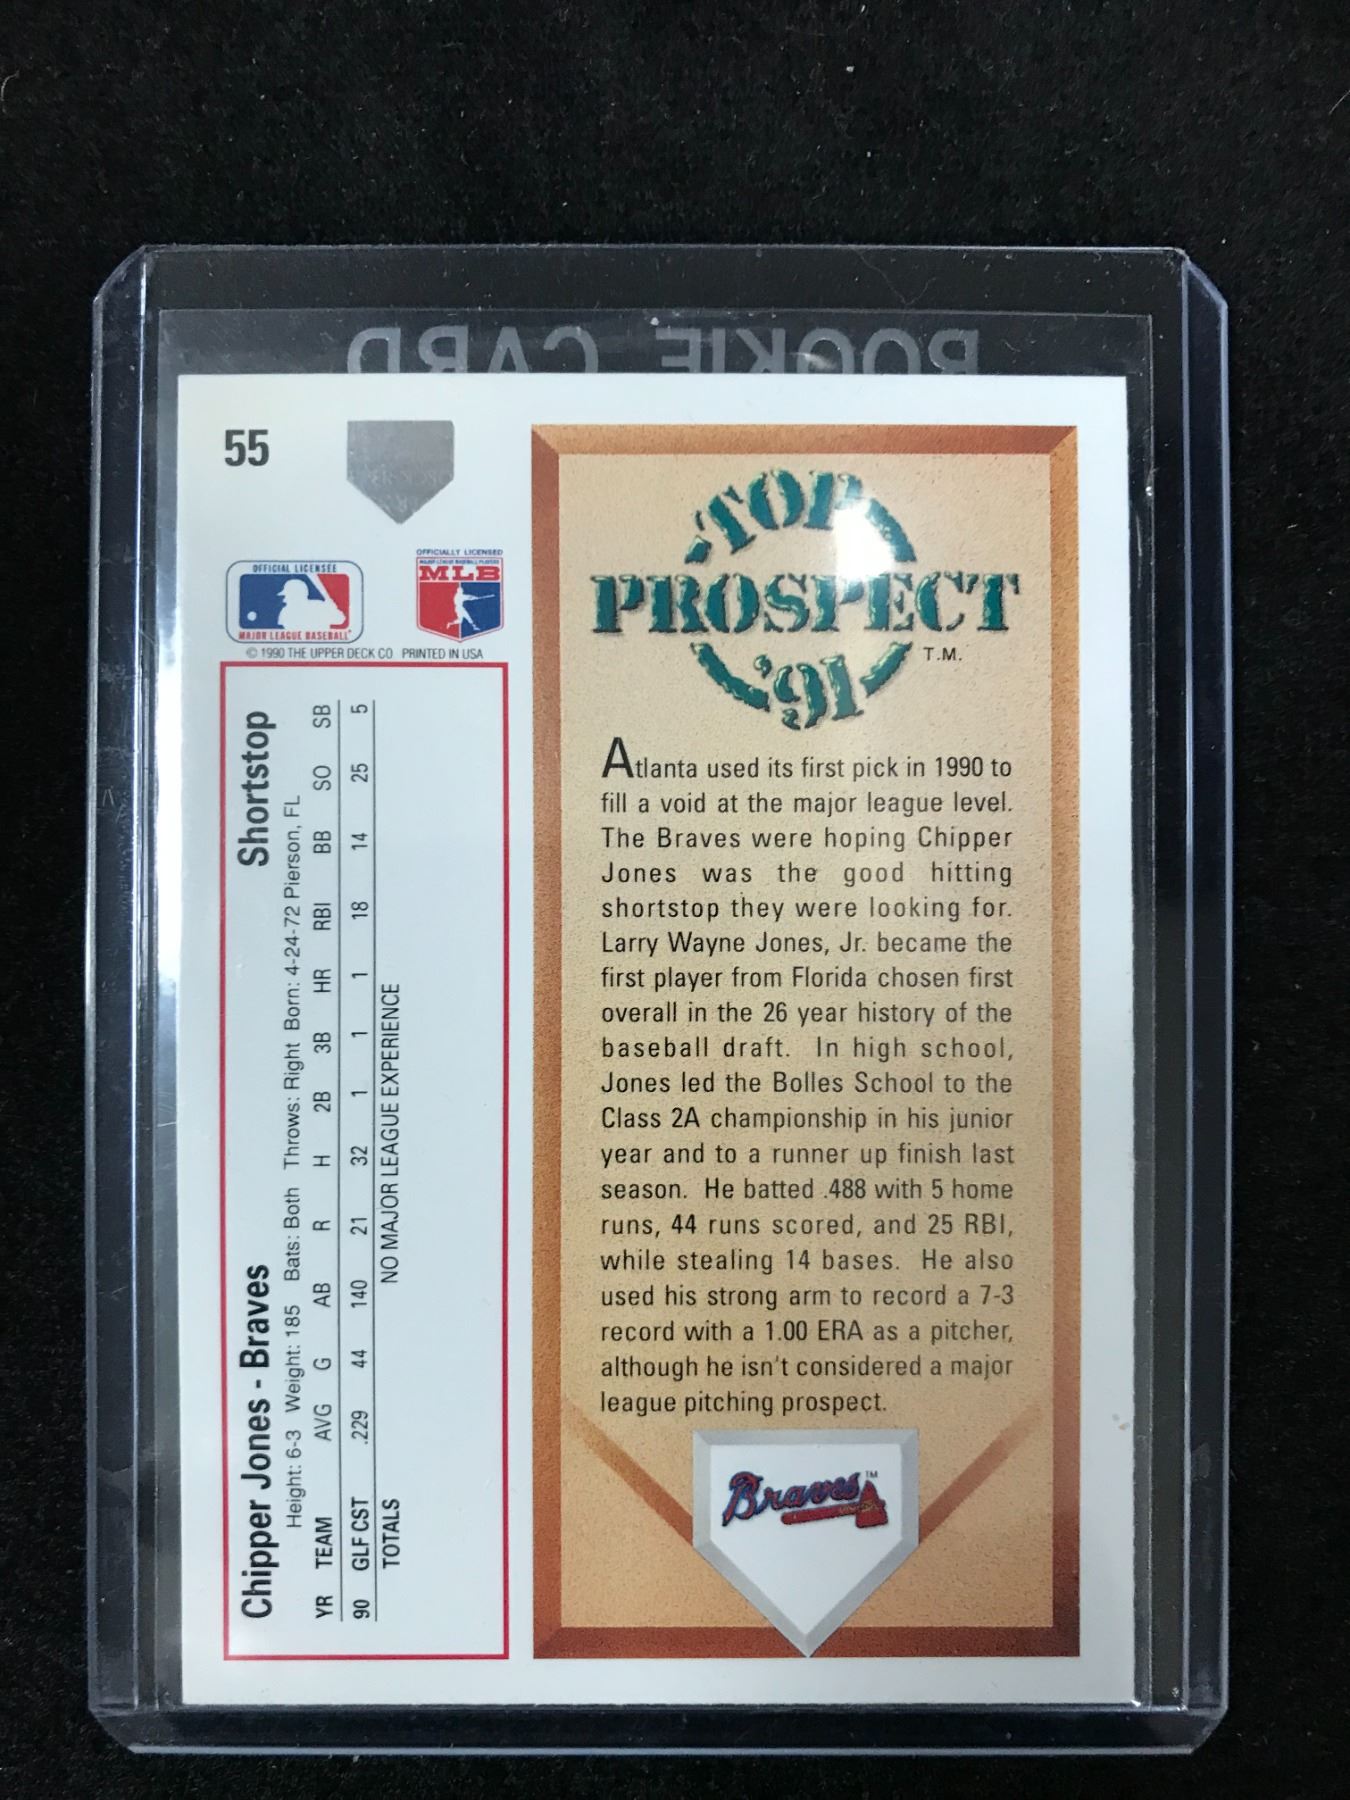 ROOKIE CARD
55
OFFICIAL LICENSEE
MAJOR LEAGUE BASEBALL
OFFICIALLY LICENSED
MAJOR LEAGUE BASEBALL PLAYERS
MLB
© 1990 THE UPPER DECK CO PRINTED IN USA
Chipper Jones - Braves Shortstop
Height: 6-3 Weight: 185 Bats: Both Throws: Right Born: 4-24-72 Pierson, FL
YR TEAM AVG G AB R H 2B 3B HR RBI BB SO SB
90 GLF CST .229 44 140 21 32 1 1 1 18 14 25 5
TOTALS NO MAJOR LEAGUE EXPERIENCE
TOP
PROSPECT
'91
T.M.
Atlanta used its first pick in 1990 to
fill a void at the major league level.
The Braves were hoping Chipper
Jones was the good hitting
shortstop they were looking for.
Larry Wayne Jones, Jr. became the
first player from Florida chosen first
overall in the 26 year history of the
baseball draft. In high school,
Jones led the Bolles School to the
Class 2A championship in his junior
year and to a runner up finish last
season. He batted .488 with 5 home
runs, 44 runs scored, and 25 RBI,
while stealing 14 bases. He also
used his strong arm to record a 7-3
record with a 1.00 ERA as a pitcher,
although he isn't considered a major
league pitching prospect.
Braves TM